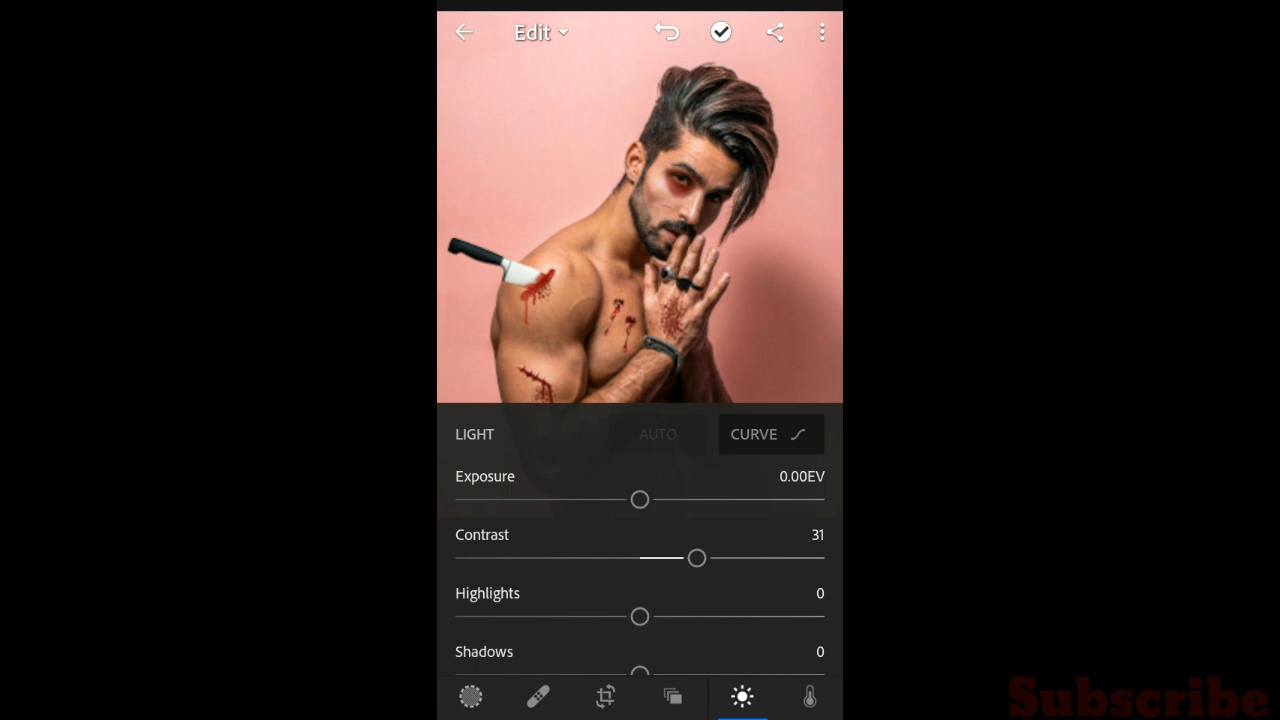 Edit
LIGHT AUTO CURVE
Exposure 0.00EV
Contrast 31
Highlights 0
Shadows 0
Subscribe